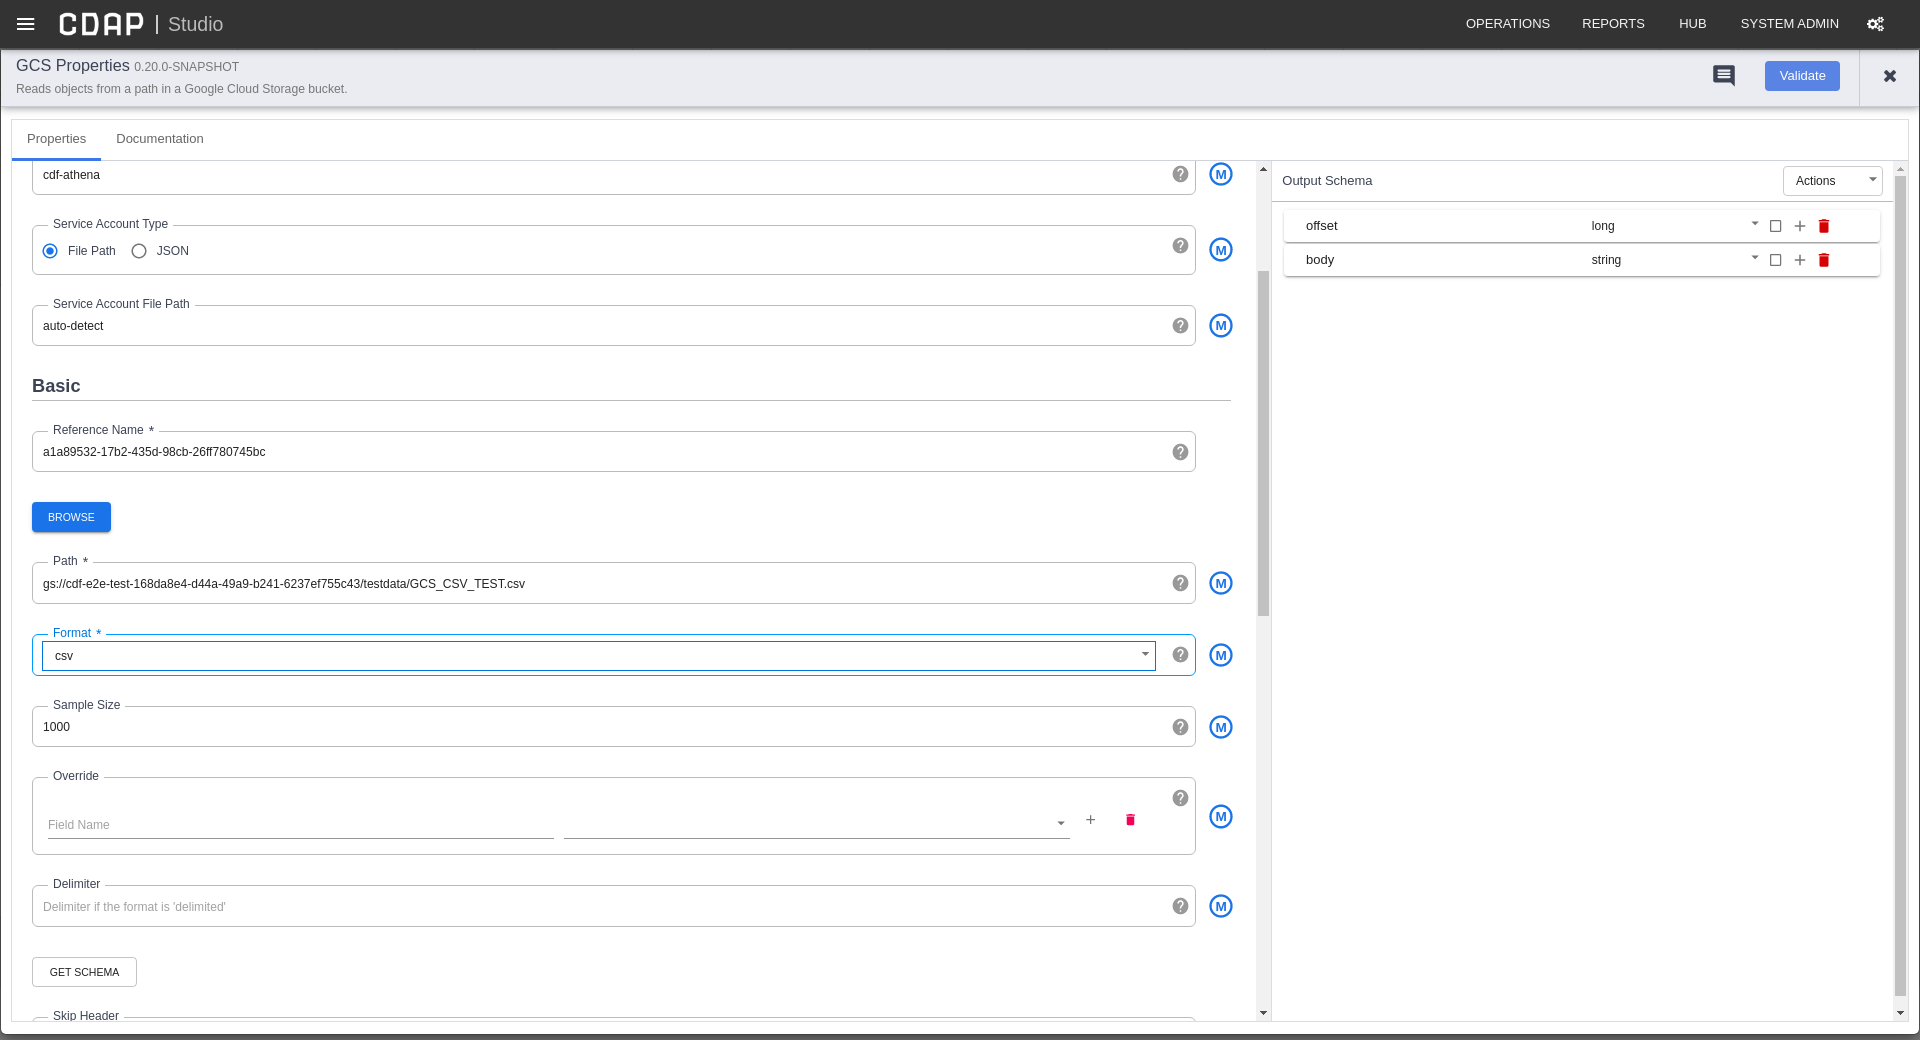 CDAP | Studio
OPERATIONS REPORTS HUB SYSTEM ADMIN
GCS Properties 0.20.0-SNAPSHOT
Reads objects from a path in a Google Cloud Storage bucket.
Validate
Properties Documentation
cdf-athena
M
Service Account Type
File Path JSON
M
Service Account File Path
auto-detect
M
Basic
Reference Name *
a1a89532-17b2-435d-98cb-26ff780745bc
BROWSE
Path *
gs://cdf-e2e-test-168da8e4-d44a-49a9-b241-6237ef755c43/testdata/GCS_CSV_TEST.csv
M
Format *
csv
M
Sample Size
1000
M
Override
Field Name
M
Delimiter
Delimiter if the format is 'delimited'
M
GET SCHEMA
Skip Header
Output Schema
Actions
offset long
body string